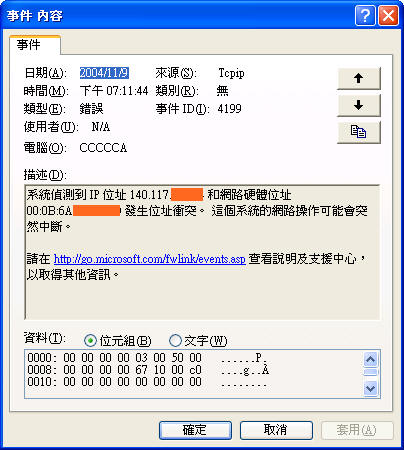 事件 內容
事件
日期(A): 2004/11/9 來源(S): Tcpip
時間(M): 下午 07:11:44 類別(R): 無
類型(E): 錯誤 事件 ID(I): 4199
使用者(U): N/A
電腦(O): CCCCCA
描述(D):
系統偵測到 IP 位址 140.117. 和網路硬體位址
00:0B:6A 發生位址衝突。 這個系統的網路操作可能會突
然中斷。
請在 http://go.microsoft.com/fwlink/events.asp 查看說明及支援中心，
以取得其他資訊。
資料(T): 位元組(B) 文字(W)
0000: 00 00 00 00 03 00 50 00 ......P.
0008: 00 00 00 00 67 10 00 c0 ....g..À
0010: 00 00 00 00 00 00 00 00 ........
確定 取消 套用(A)